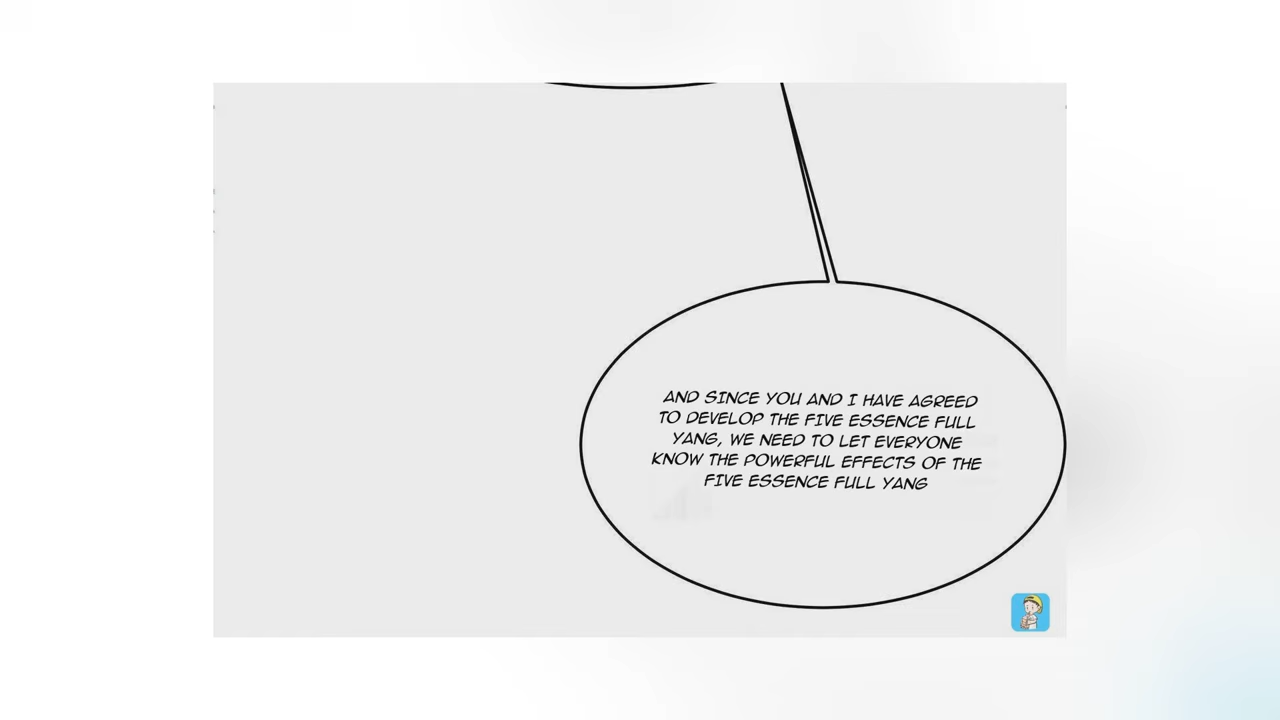 AND SINCE YOU AND I HAVE AGREED
TO DEVELOP THE FIVE ESSENCE FULL
YANG, WE NEED TO LET EVERYONE
KNOW THE POWERFUL EFFECTS OF THE
FIVE ESSENCE FULL YANG